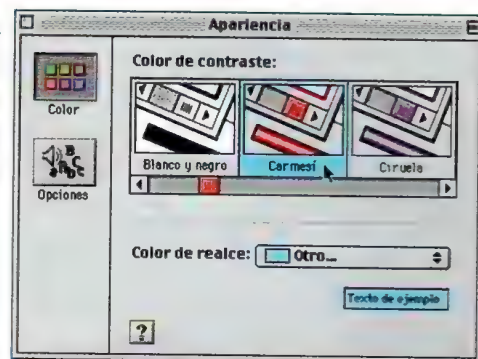 Apariencia
Color de contraste:
Color
Blanco y negro
Carmesí
Ciruela
Opciones
Color de realce:
Otro...
Texto de ejemplo
?